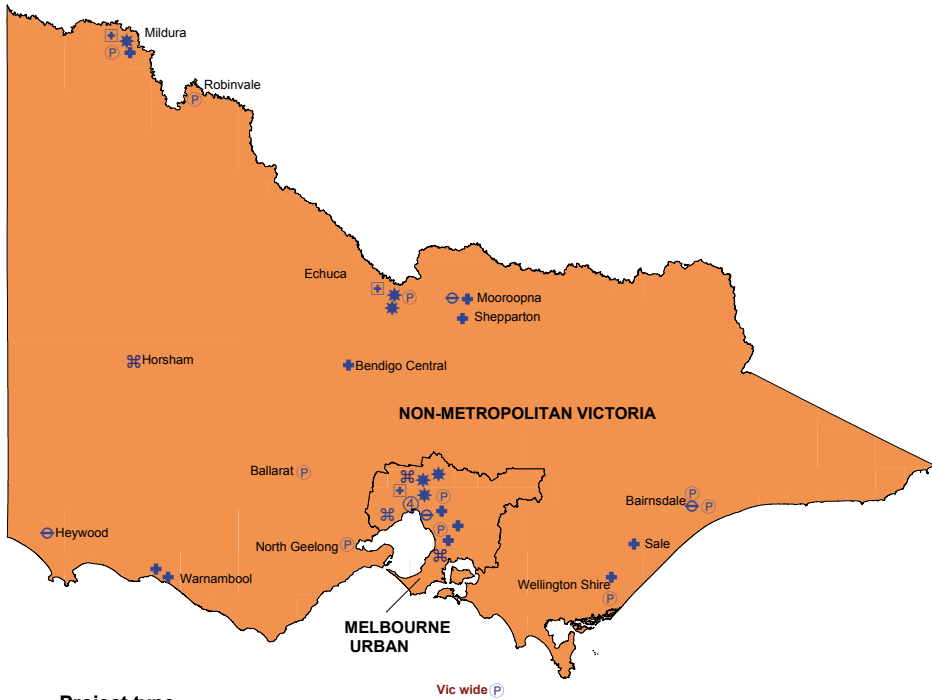 Mildura
P
Robinvale
P
Echuca
P
Mooroopna
Shepparton
Horsham
Bendigo Central
NON-METROPOLITAN VICTORIA
Ballarat P
P
4
Bairnsdale P
P
Heywood
North Geelong P
P
Sale
Warnambool
Wellington Shire
P
MELBOURNE
URBAN
Vic wide P